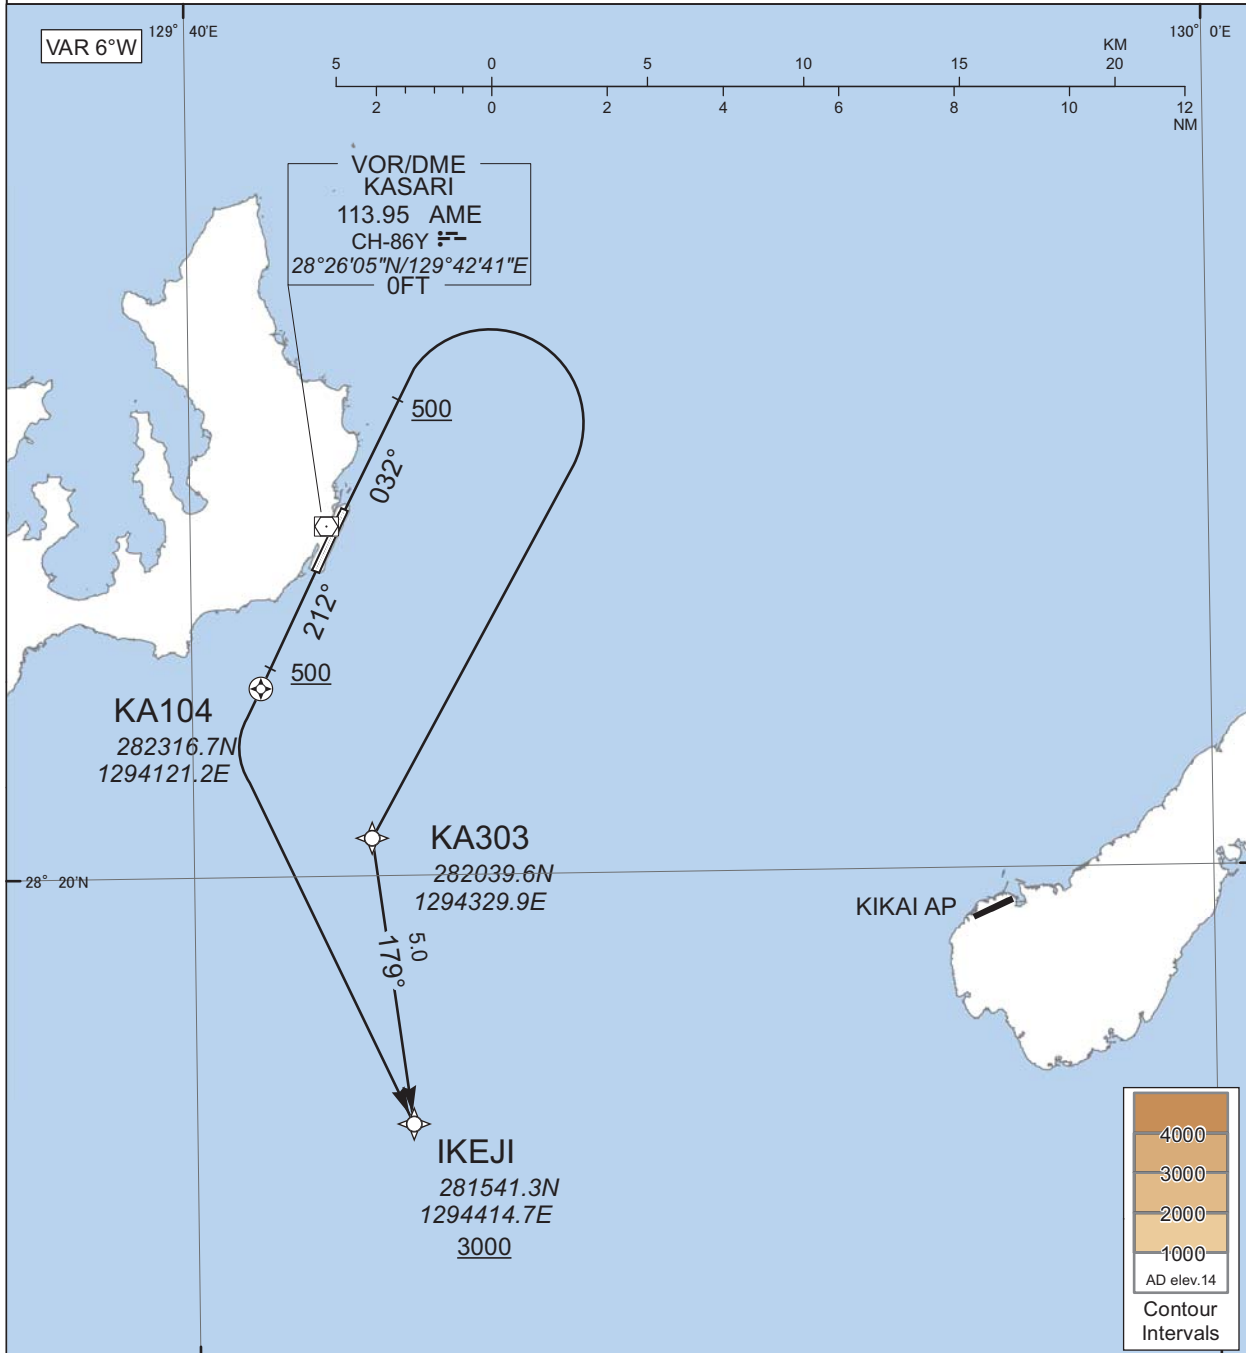 129° 40'E
130° 0'E
VAR 6°W
KM
5 0 5 10 15 20
2 0 2 4 6 8 10 12
NM
VOR/DME
KASARI
113.95 AME
CH-86Y
28°26'05"N/129°42'41"E
0FT
500
032°
212°
500
KA104
282316.7N
1294121.2E
KA303
282039.6N
1294329.9E
28° 20'N
KIKAI AP
5.0
179°
IKEJI
281541.3N
1294414.7E
3000
4000
3000
2000
1000
AD elev.14
Contour
Intervals